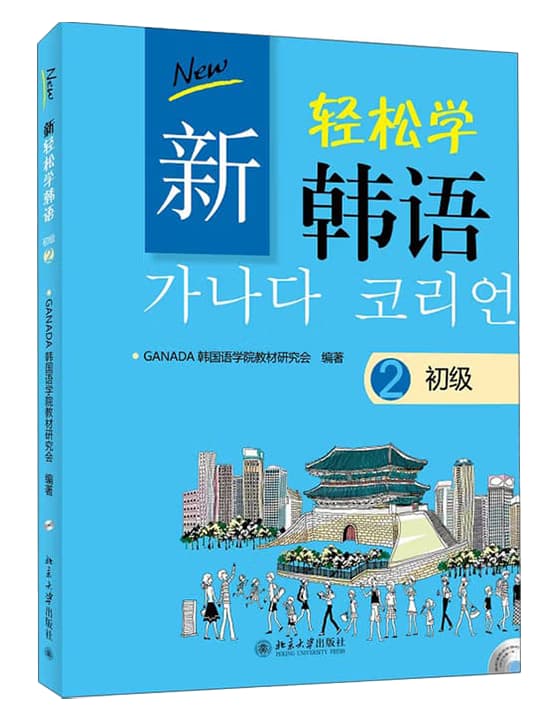 New
新轻松学韩语
初级
2
GANADA 韩国语学院教材研究会 编著
北京大学出版社
New
新
轻松学
韩语
가나다 코리언
GANADA 韩国语学院教材研究会 编著
2 初级
北京大学出版社
PEKING UNIVERSITY PRESS